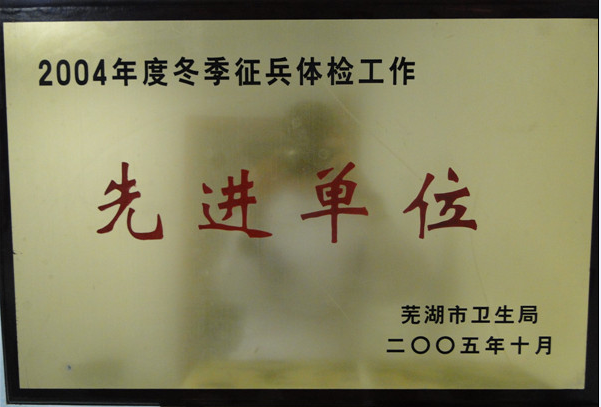 2004年度冬季征兵体检工作
先进单位
芜湖市卫生局
二〇〇五年十月